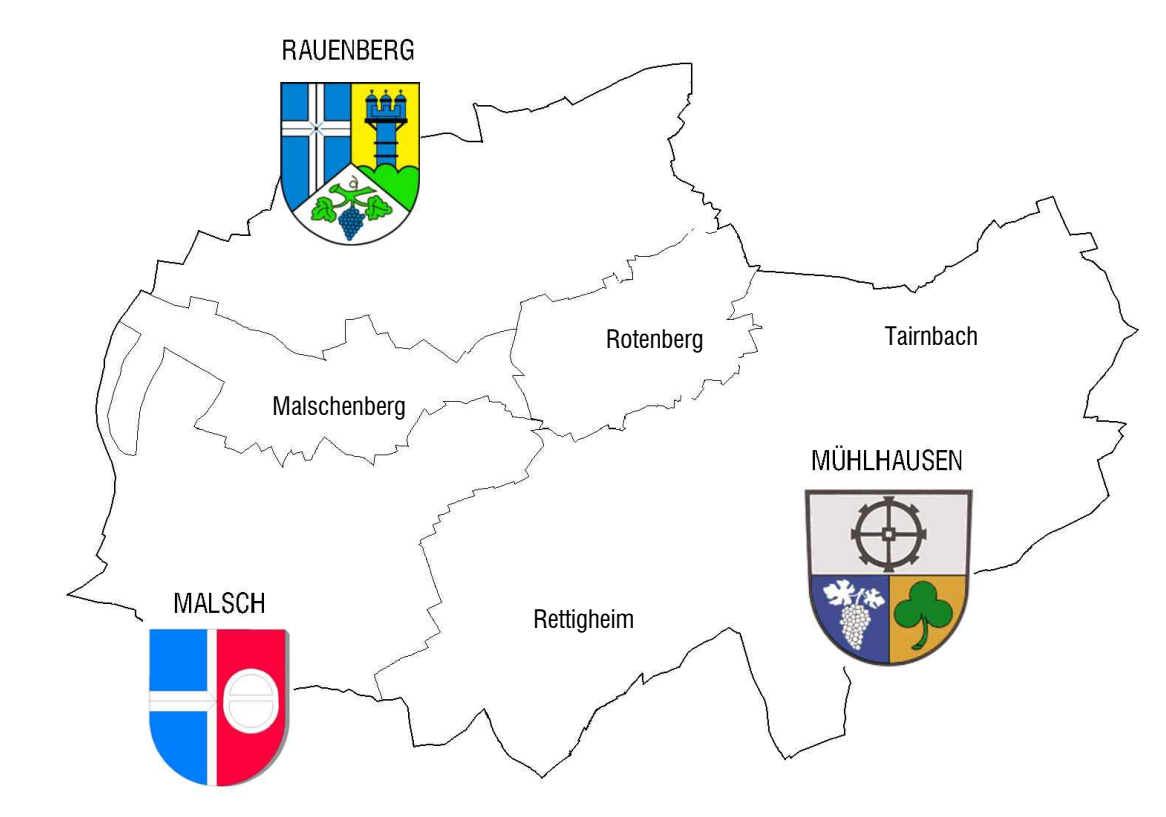 RAUENBERG
Rotenberg
Tairnbach
Malschenberg
MÜHLHAUSEN
MALSCH
Rettigheim